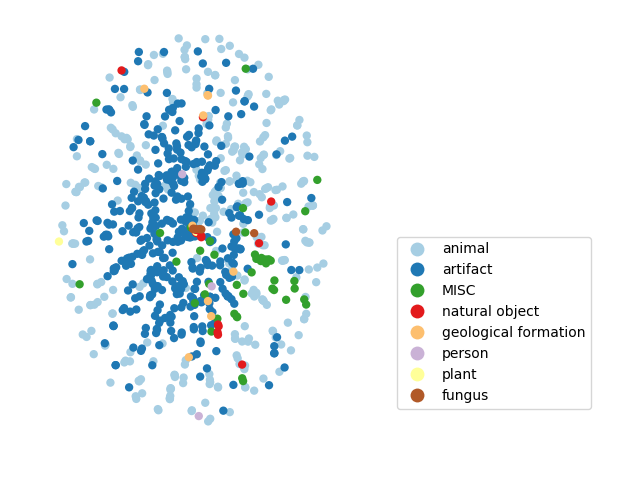 animal
artifact
MISC
natural object
geological formation
person
plant
fungus